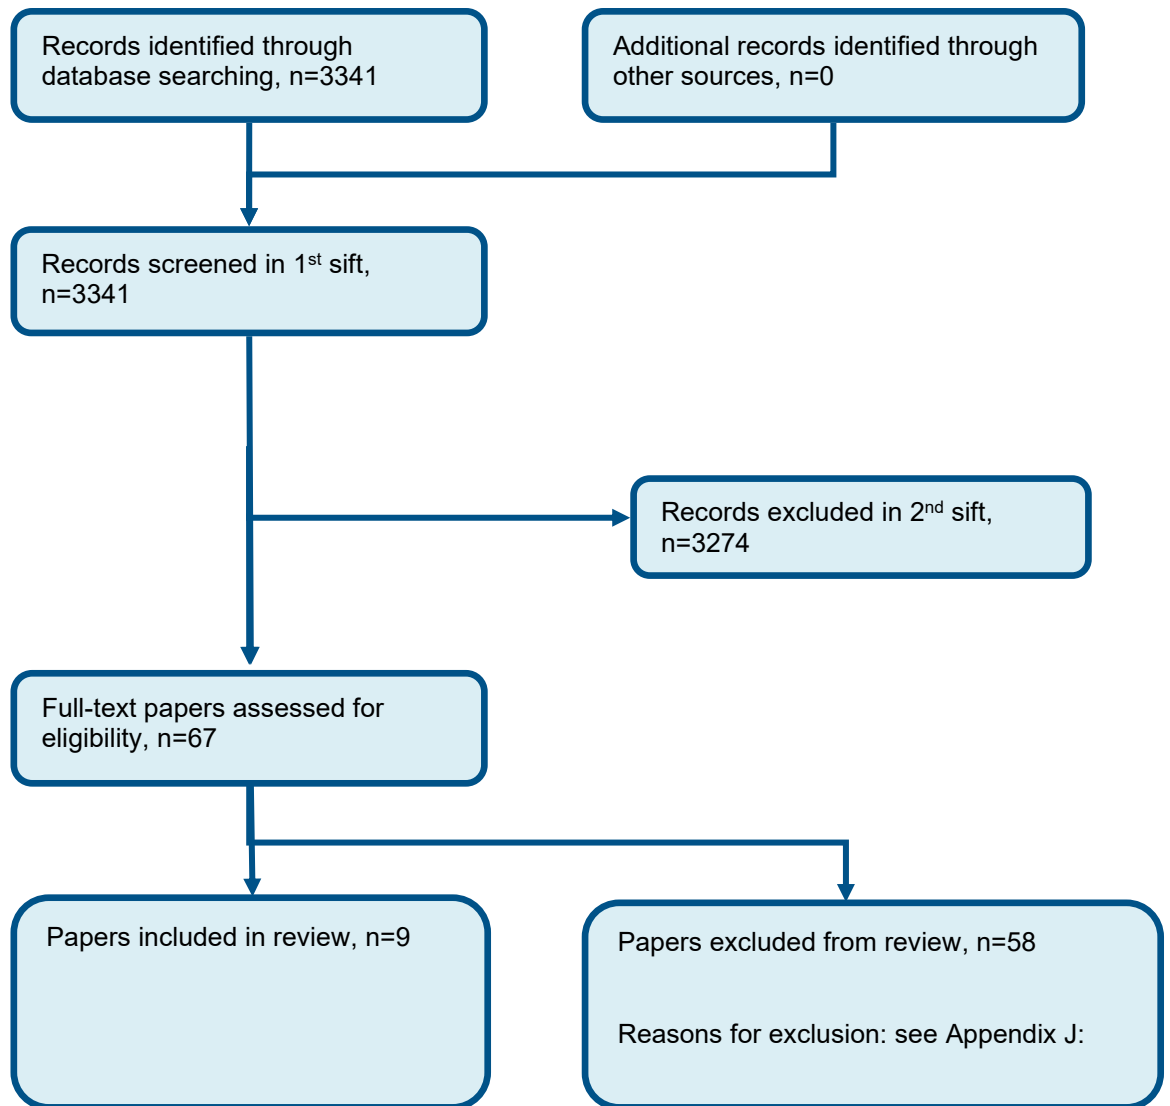 Records identified through
database searching, n=3341
Additional records identified through
other sources, n=0
Records screened in 1st sift,
n=3341
Records excluded in 2nd sift,
n=3274
Full-text papers assessed for
eligibility, n=67
Papers included in review, n=9
Papers excluded from review, n=58
Reasons for exclusion: see Appendix J: